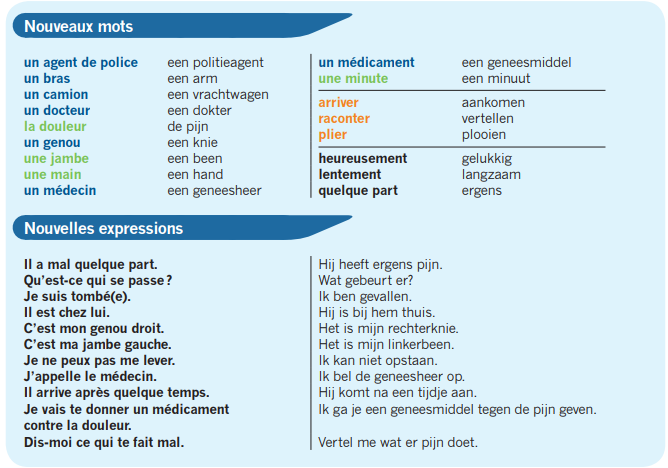 Nouveaux mots
un agent de police een politieagent
un bras een arm
un camion een vrachtwagen
un docteur een dokter
la douleur de pijn
un genou een knie
une jambe een been
une main een hand
un médecin een geneesheer
un médicament een geneesmiddel
une minute een minuut
arriver aankomen
raconter vertellen
plier plooien
heureusement gelukkig
lentement langzaam
quelque part ergens
Nouvelles expressions
Il a mal quelque part. Hij heeft ergens pijn.
Qu'est-ce qui se passe ? Wat gebeurt er?
Je suis tombé(e). Ik ben gevallen.
Il est chez lui. Hij is bij hem thuis.
C'est mon genou droit. Het is mijn rechterknie.
C'est ma jambe gauche. Het is mijn linkerbeen.
Je ne peux pas me lever. Ik kan niet opstaan.
J'appelle le médecin. Ik bel de geneesheer op.
Il arrive après quelque temps. Hij komt na een tijdje aan.
Je vais te donner un médicament Ik ga je een geneesmiddel tegen de pijn geven.
contre la douleur.
Dis-moi ce qui te fait mal. Vertel me wat er pijn doet.